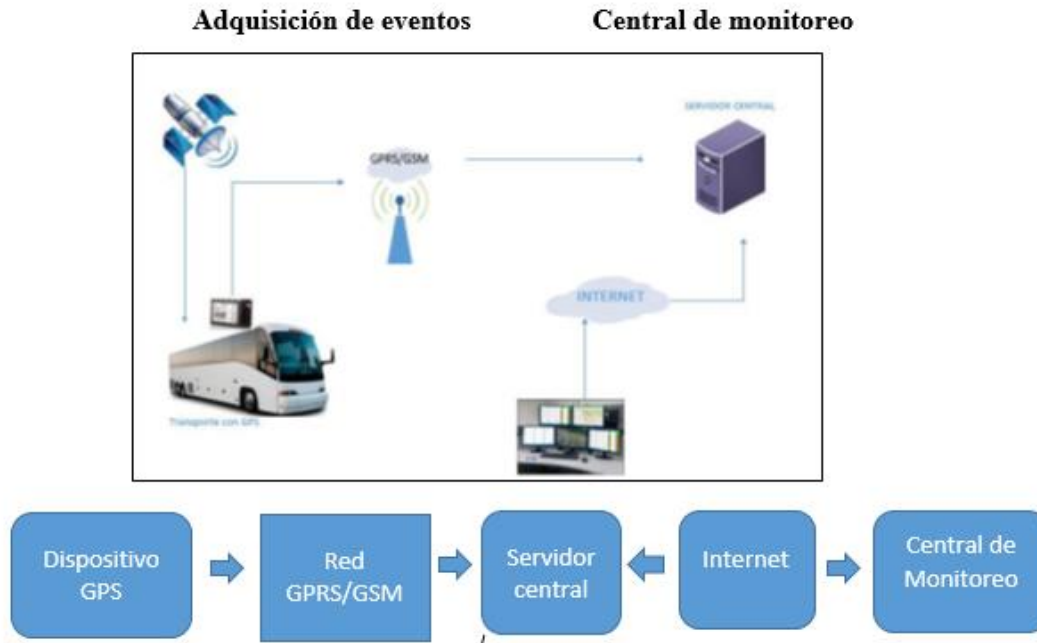 Adquisición de eventos
Central de monitoreo
SERVIDOR CENTRAL
GPRS/GSM
INTERNET
Transporte con GPS
Dispositivo
GPS
Red
GPRS/GSM
Servidor
central
Internet
Central de
Monitoreo